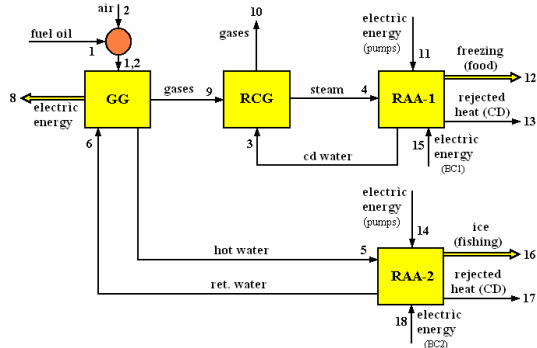 10
air
2
electric
energy
(pumps)
fuel oil
1
gases
11
freezing
(food)
1,2
8
GG
gases
RCG
steam
RAA-1
12
electric
energy
9
4
rejected
heat (CD)
13
6
3
cd water
15
electric
energy
(BC1)
electric
energy
(pumps)
14
ice
(fishing)
hot water
5
16
RAA-2
ret. water
rejected
heat (CD)
17
18
electric
energy
(BC2)